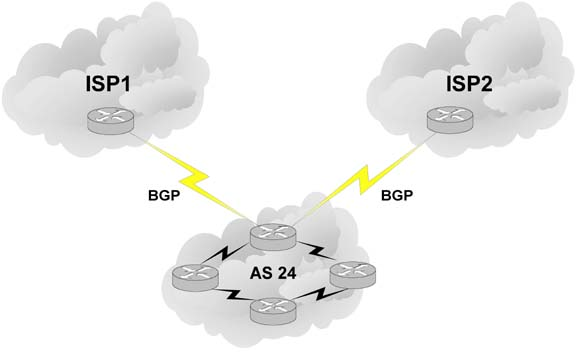 ISP1
ISP2
BGP
BGP
AS 24